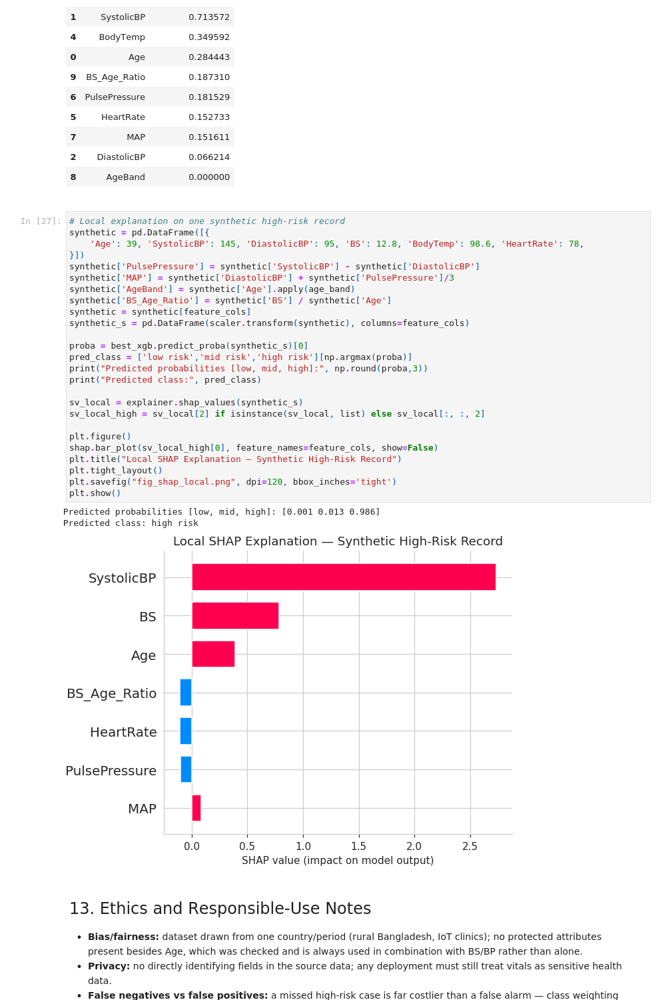 1 SystolicBP 0.713572
4 BodyTemp 0.349592
0 Age 0.284443
9 BS_Age_Ratio 0.187310
6 PulsePressure 0.181529
5 HeartRate 0.152733
7 MAP 0.151611
2 DiastolicBP 0.066214
8 AgeBand 0.000000
In [27]:
# Local explanation on one synthetic high-risk record
synthetic = pd.DataFrame([{
    'Age': 39, 'SystolicBP': 145, 'DiastolicBP': 95, 'BS': 12.8, 'BodyTemp': 98.6, 'HeartRate': 78,
}])
synthetic['PulsePressure'] = synthetic['SystolicBP'] - synthetic['DiastolicBP']
synthetic['MAP'] = synthetic['DiastolicBP'] + synthetic['PulsePressure']/3
synthetic['AgeBand'] = synthetic['Age'].apply(age_band)
synthetic['BS_Age_Ratio'] = synthetic['BS'] / synthetic['Age']
synthetic = synthetic[feature_cols]
synthetic_s = pd.DataFrame(scaler.transform(synthetic), columns=feature_cols)

proba = best_xgb.predict_proba(synthetic_s)[0]
pred_class = ['low risk','mid risk','high risk'][np.argmax(proba)]
print("Predicted probabilities [low, mid, high]:", np.round(proba,3))
print("Predicted class:", pred_class)

sv_local = explainer.shap_values(synthetic_s)
sv_local_high = sv_local[2] if isinstance(sv_local, list) else sv_local[:, :, 2]

plt.figure()
shap.bar_plot(sv_local_high[0], feature_names=feature_cols, show=False)
plt.title("Local SHAP Explanation — Synthetic High-Risk Record")
plt.tight_layout()
plt.savefig("fig_shap_local.png", dpi=120, bbox_inches='tight')
plt.show()
Predicted probabilities [low, mid, high]: [0.001 0.013 0.986]
Predicted class: high risk
Local SHAP Explanation — Synthetic High-Risk Record
SystolicBP
BS
Age
BS_Age_Ratio
HeartRate
PulsePressure
MAP
0.0 0.5 1.0 1.5 2.0 2.5
SHAP value (impact on model output)
13. Ethics and Responsible-Use Notes
• Bias/fairness: dataset drawn from one country/period (rural Bangladesh, IoT clinics); no protected attributes
present besides Age, which was checked and is always used in combination with BS/BP rather than alone.
• Privacy: no directly identifying fields in the source data; any deployment must still treat vitals as sensitive health
data.
• False negatives vs false positives: a missed high-risk case is far costlier than a false alarm — class weighting